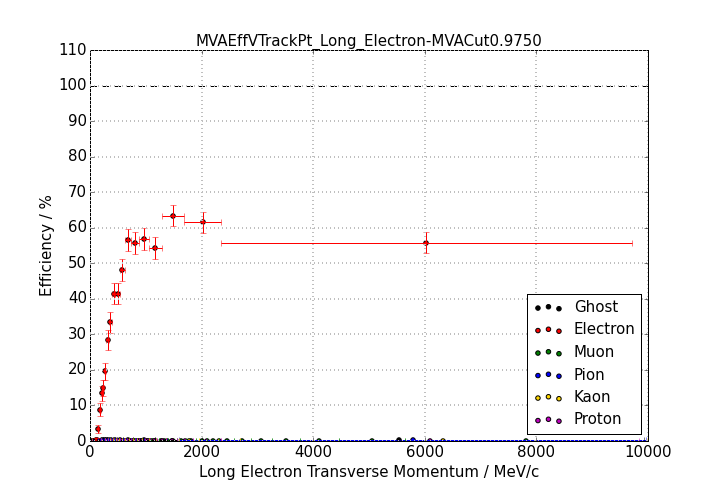 MVAEffVTrackPt_Long_Electron-MVACut0.9750
110
100
90
80
70
60
50
40
30
20
10
0
Efficiency / %
Ghost
Electron
Muon
Pion
Kaon
Proton
0 2000 4000 6000 8000 10000
Long Electron Transverse Momentum / MeV/c